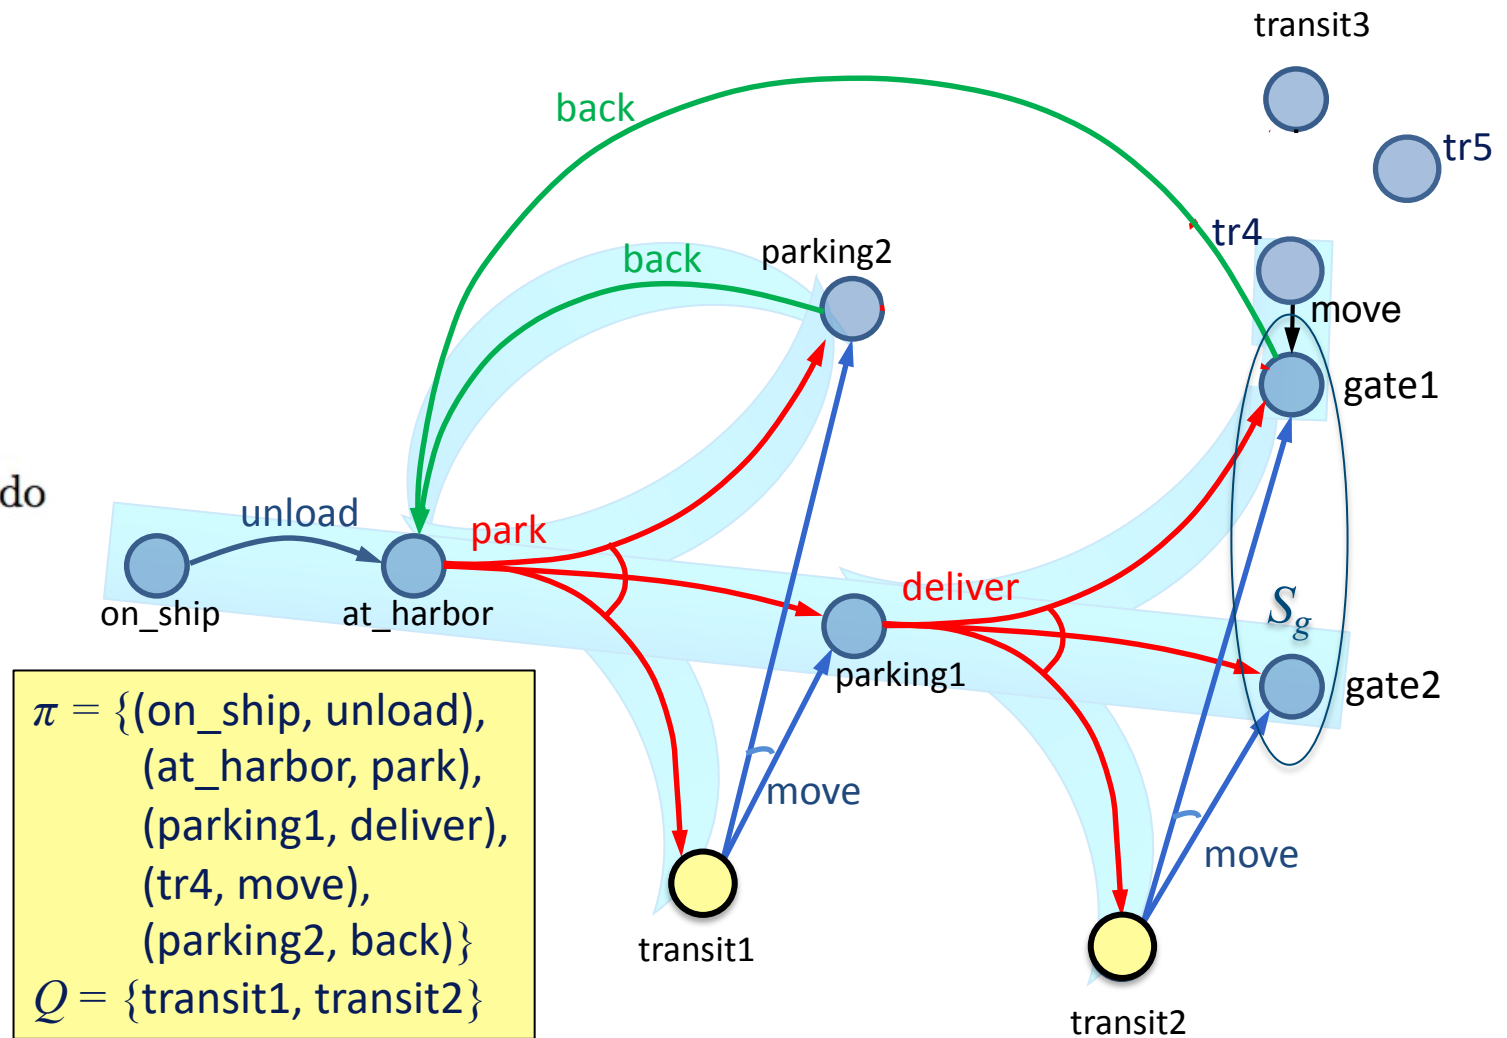 transit3
back
tr5
tr4
parking2
back
move
gate1
do
unload
park
deliver
on_ship
at_harbor
S_g
parking1
gate2
π = {(on_ship, unload),
(at_harbor, park),
(parking1, deliver),
(tr4, move),
(parking2, back)}
Q = {transit1, transit2}
move
move
transit1
transit2